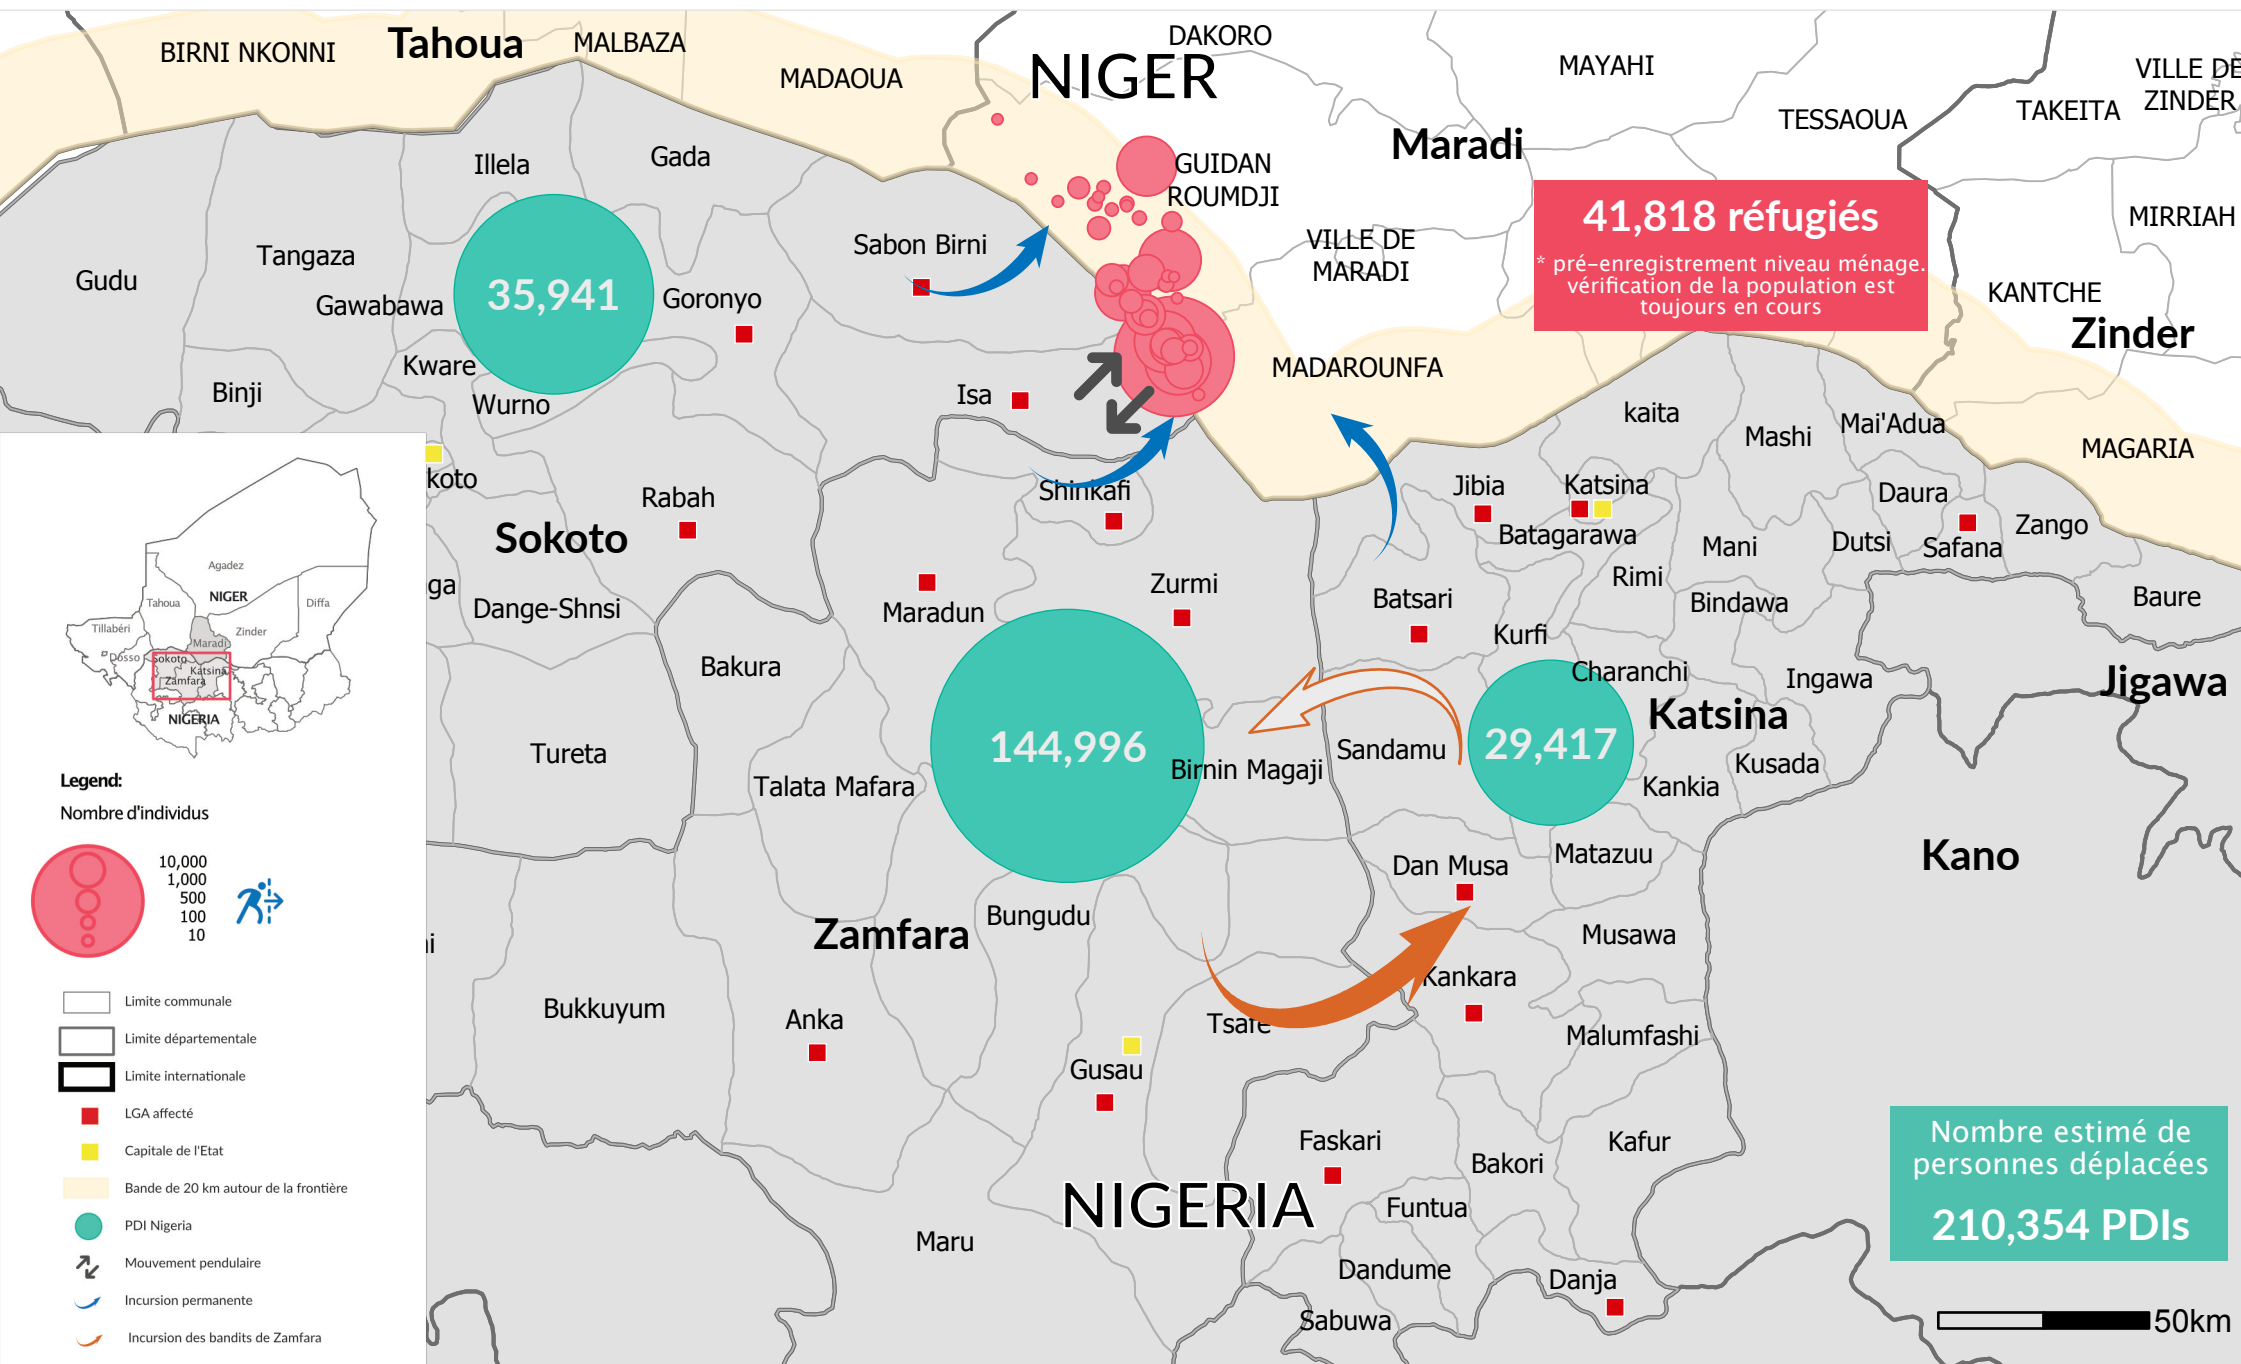 BIRNI NKONNI
Tahoua
MALBAZA
MADAOUA
DAKORO
NIGER
MAYAHI
Maradi
TESSAOUA
TAKEITA
VILLE DE
ZINDER
Illela
Gada
GUIDAN
ROUMDJI
41,818 réfugiés
* pré-enregistrement niveau ménage.
vérification de la population est
toujours en cours
MIRRIAH
Gudu
Tangaza
Gawabawa
35,941
Goronyo
Sabon Birni
VILLE DE
MARADI
KANTCHE
Zinder
Kware
Binji
Wurno
Isa
MADAROUNFA
kaita
Mashi
Mai'Adua
MAGARIA
koto
Rabah
Sokoto
Shinkafi
Jibia
Katsina
Batagarawa
Daura
Mani
Dutsi
Safana
Zango
ga
Dange-Shnsi
Maradun
Zurmi
Batsari
Rimi
Kurfi
Bindawa
Baure
Bakura
Charanchi
Ingawa
Jigawa
Katsina
Tureta
144,996
Birnin Magaji
Sandamu
29,417
Kusada
Talata Mafara
Kankia
Dan Musa
Matazuu
Kano
Zamfara
Bungudu
Musawa
i
Kankara
Bukkuyum
Anka
Tsafe
Malumfashi
Gusau
Faskari
Bakori
Kafur
NIGERIA
Funtua
Maru
Dandume
Danja
Sabuwa
Nombre estimé de
personnes déplacées
210,354 PDIs
50km
Agadez
NIGER
Tahoua
Diffa
Tillabéri
Zinder
Maradi
Dosso
Sokoto
Katsina
Zamfara
NIGERIA
Legend:
Nombre d'individus
10,000
1,000
500
100
10
Limite communale
Limite départementale
Limite internationale
LGA affecté
Capitale de l'Etat
Bande de 20 km autour de la frontière
PDI Nigeria
Mouvement pendulaire
Incursion permanente
Incursion des bandits de Zamfara